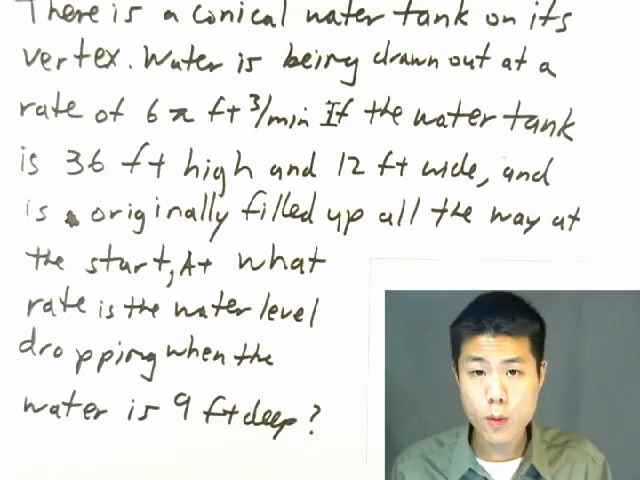 There is a conical water tank on its
vertex. Water is being drawn out at a
rate of 6 π ft³/min If the water tank
is 36 ft high and 12 ft wide, and
is originally filled up all the way at
the start, At what
rate is the water level
dropping when the
water is 9 ft deep?